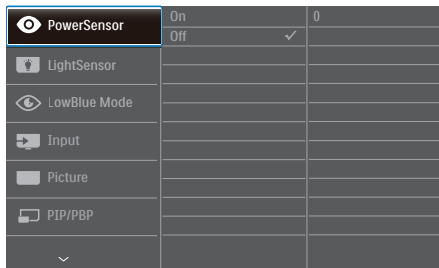 PowerSensor
On
0
Off
LightSensor
LowBlue Mode
Input
Picture
PIP/PBP